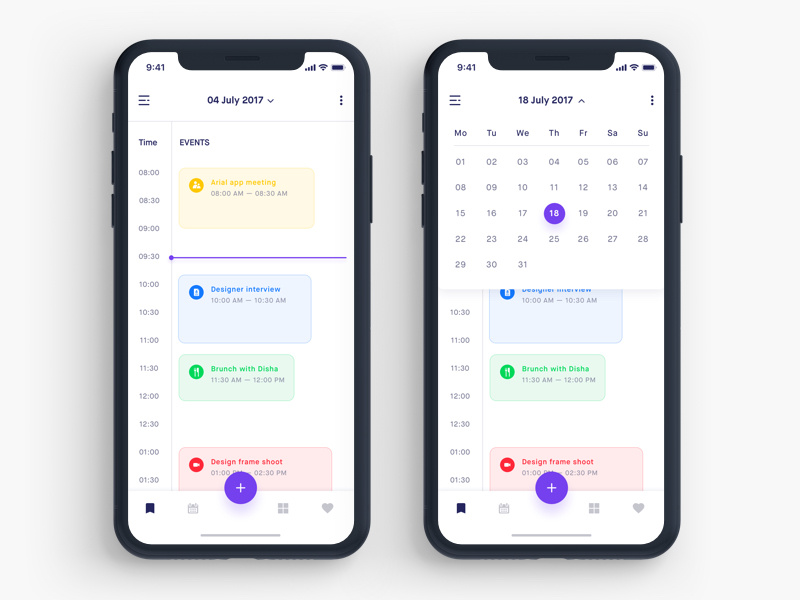 9:41
04 July 2017
Time
EVENTS
08:00
Arial app meeting
08:00 AM — 08:30 AM
08:30
09:00
09:30
10:00
Designer interview
10:00 AM — 10:30 AM
10:30
11:00
11:30
Brunch with Disha
11:30 AM — 12:00 PM
12:00
12:30
01:00
Design frame shoot
01:00 PM — 02:30 PM
01:30
9:41
18 July 2017
Mo Tu We Th Fr Sa Su
01 02 03 04 05 06 07
08 09 10 11 12 13 14
15 16 17 18 19 20 21
22 23 24 25 26 27 28
29 30 31
Designer interview
10:00 AM — 10:30 AM
10:30
11:00
11:30
Brunch with Disha
11:30 AM — 12:00 PM
12:00
12:30
01:00
Design frame shoot
01:00 PM — 02:30 PM
01:30